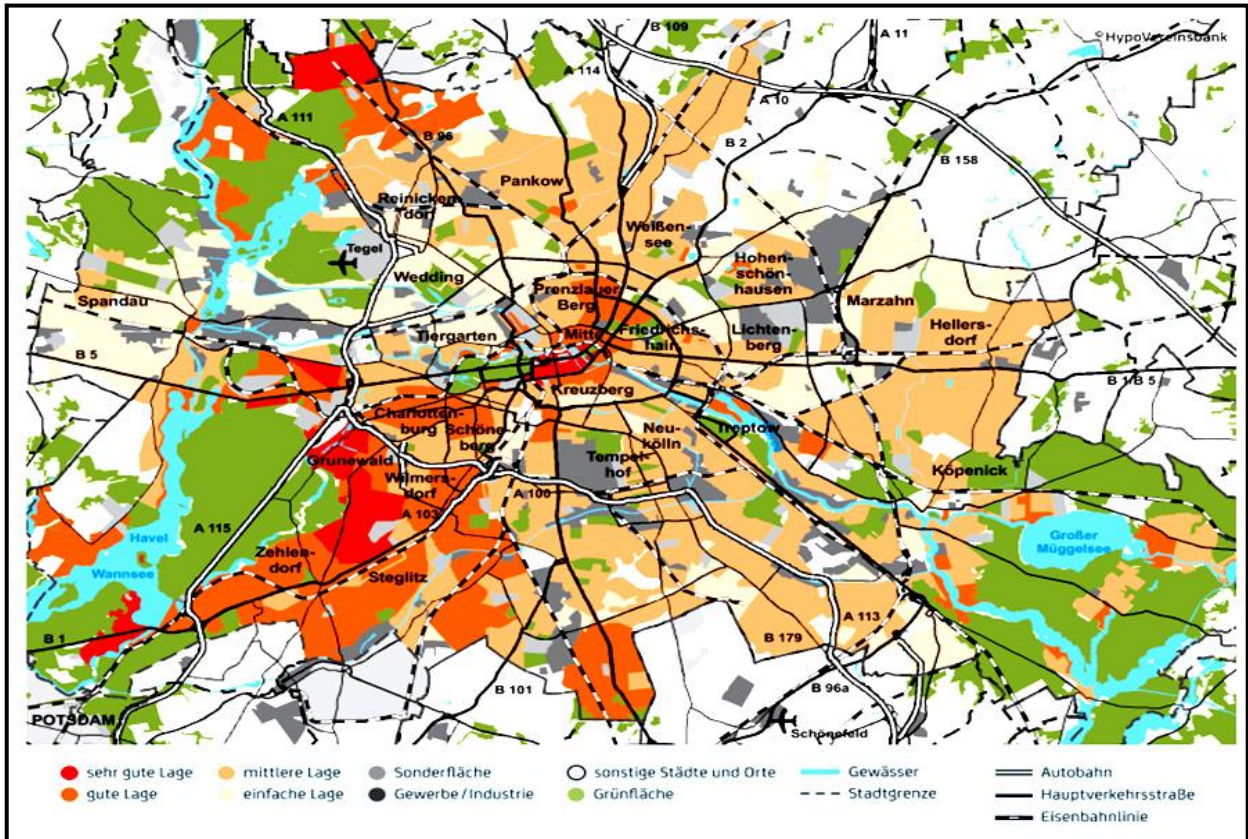 B 109
A 11
© HypoVereinsbank
A 114
A 10
A 111
B 96
B 2
B 158
Pankow
Reinicken
dorf
Weißen-
see
Tegel
Wedding
Hohen-
schön-
hausen
Spandau
Prenzlauer
Berg
Marzahn
Tiergarten
Mitte
Friedrichs-
hain
Lichten-
berg
Hellers-
dorf
B 5
B 1/B 5
Kreuzberg
Charlotten-
burg
Schöne-
berg
Neu-
kölln
Treptow
Grunewald
Tempel-
hof
Köpenick
Wilmers-
dorf
A 100
A 103
A 115
Havel
Großer
Müggelsee
Zehlen-
dorf
Wannsee
Steglitz
B 1
B 179
A 113
B 101
B 96a
POTSDAM
Schönefeld
sehr gute Lage
mittlere Lage
Sonderfläche
sonstige Städte und Orte
Gewässer
Autobahn
gute Lage
einfache Lage
Gewerbe/Industrie
Grünfläche
Stadtgrenze
Hauptverkehrsstraße
Eisenbahnlinie